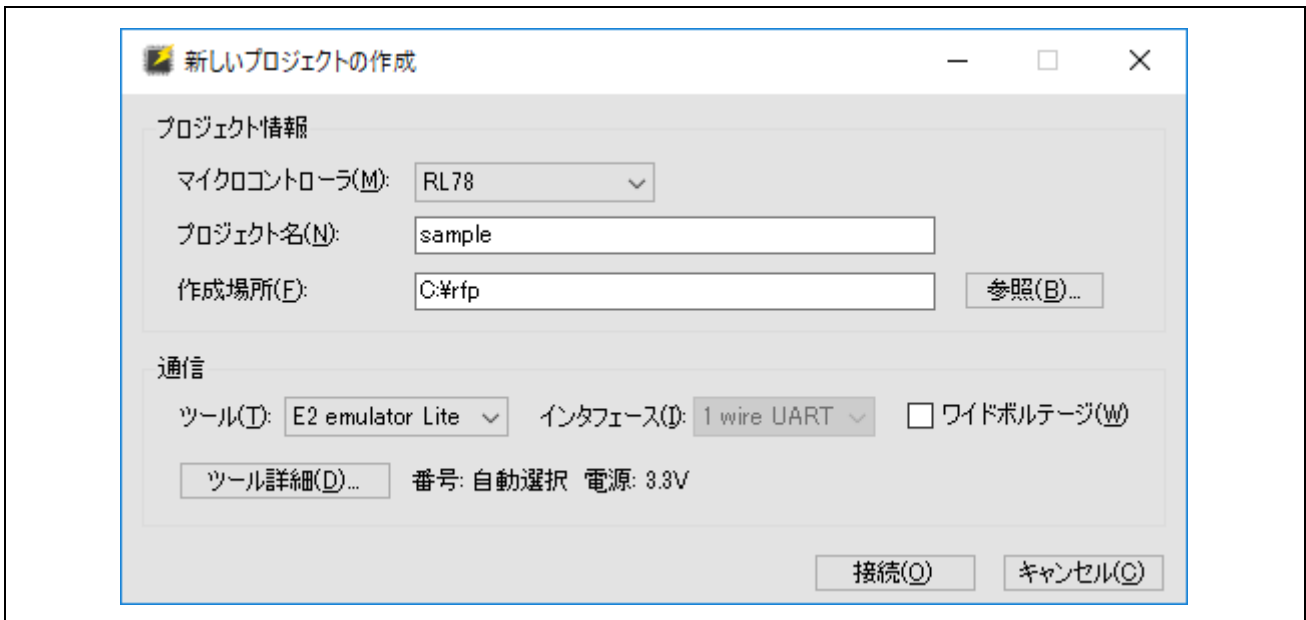 新しいプロジェクトの作成
プロジェクト情報
マイクロコントローラ(M): RL78
プロジェクト名(N): sample
作成場所(F): C:¥rfp 参照(B)...
通信
ツール(T): E2 emulator Lite インタフェース(I): 1 wire UART ワイドボルテージ(W)
ツール詳細(D)... 番号: 自動選択 電源: 3.3V
接続(O) キャンセル(C)